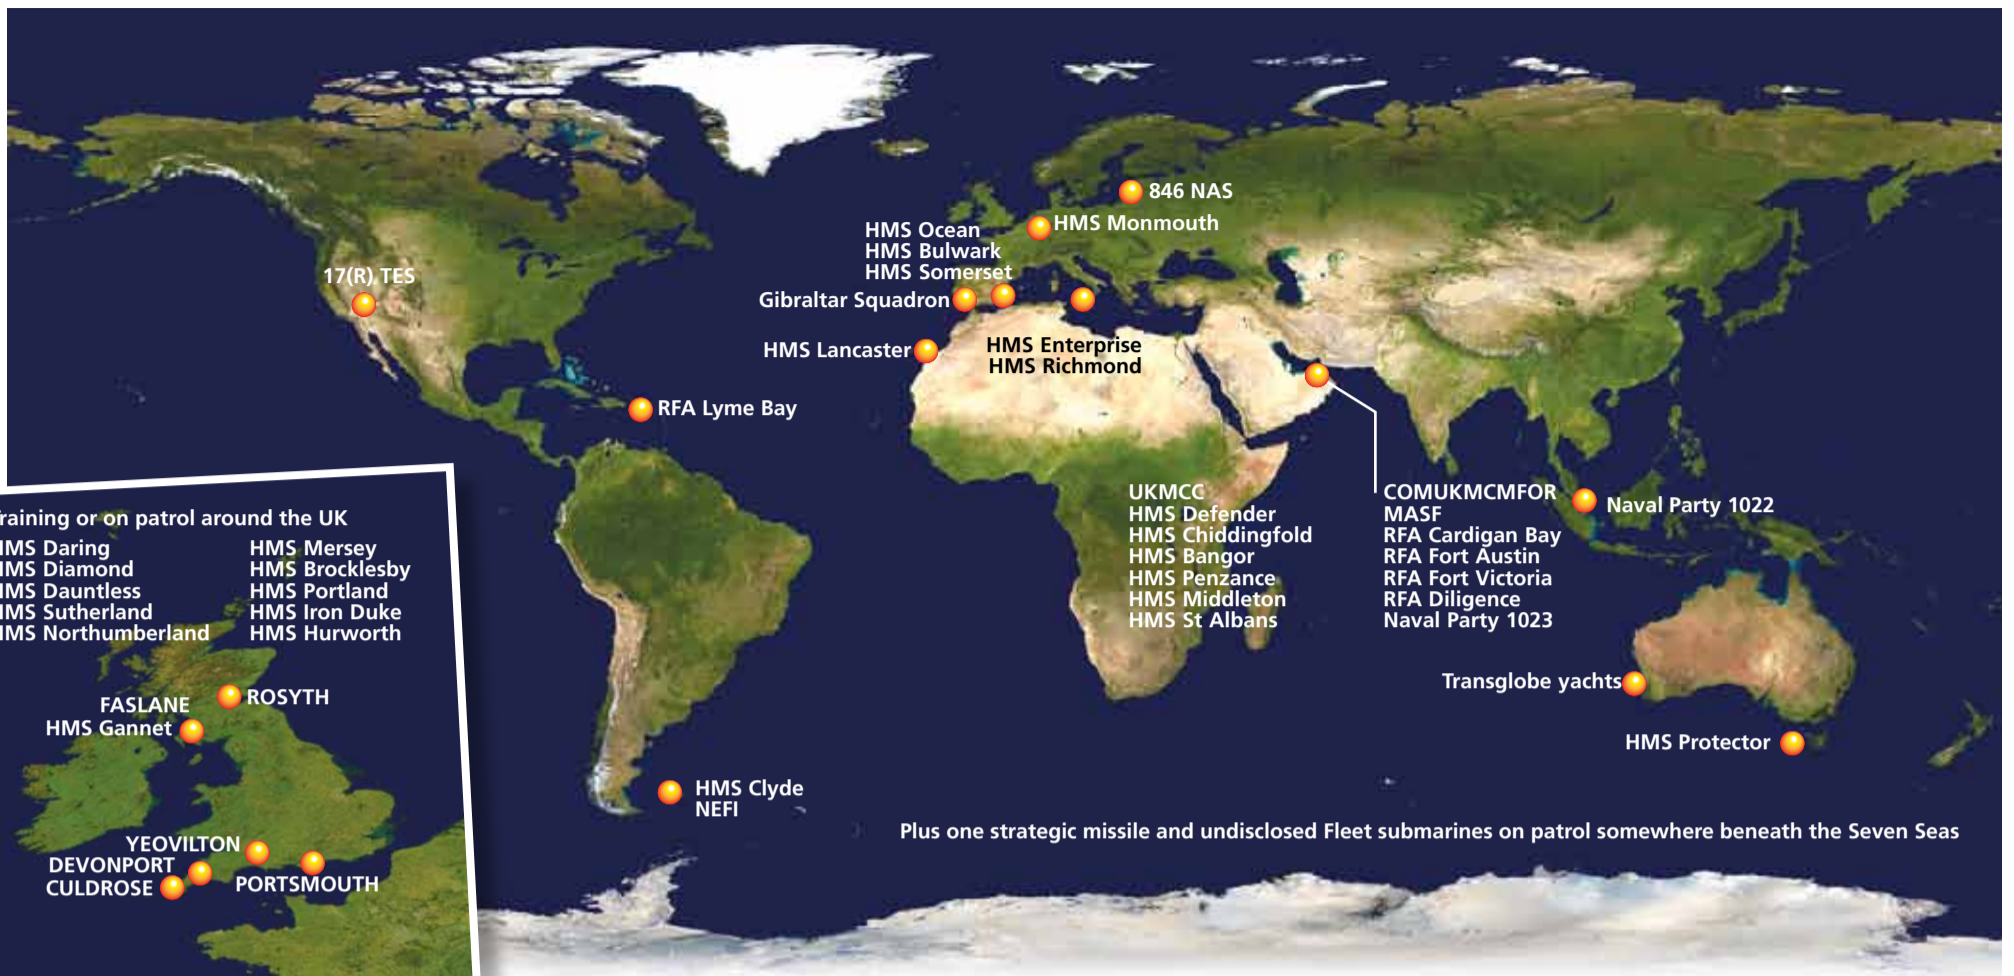 846 NAS
HMS Monmouth
HMS Ocean
HMS Bulwark
HMS Somerset
17(R) TES
Gibraltar Squadron
HMS Lancaster
HMS Enterprise
HMS Richmond
RFA Lyme Bay
UKMCC
HMS Defender
HMS Chiddingfold
HMS Bangor
HMS Penzance
HMS Middleton
HMS St Albans
COMUKMCMFOR
MASF
RFA Cardigan Bay
RFA Fort Austin
RFA Fort Victoria
RFA Diligence
Naval Party 1023
Naval Party 1022
Transglobe yachts
HMS Protector
HMS Clyde
NEFI
Plus one strategic missile and undisclosed Fleet submarines on patrol somewhere beneath the Seven Seas
raining or on patrol around the UK
HMS Daring
HMS Diamond
HMS Dauntless
HMS Sutherland
HMS Northumberland
HMS Mersey
HMS Brocklesby
HMS Portland
HMS Iron Duke
HMS Hurworth
ROSYTH
FASLANE
HMS Gannet
YEOVILTON
DEVONPORT
CULDROSE
PORTSMOUTH